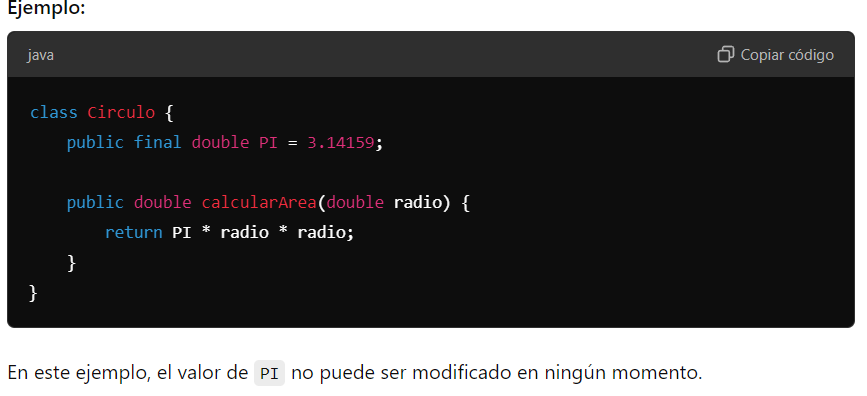 Ejemplo:
java
Copiar código
class Circulo {
    public final double PI = 3.14159;
    public double calcularArea(double radio) {
        return PI * radio * radio;
    }
}
En este ejemplo, el valor de PI no puede ser modificado en ningún momento.